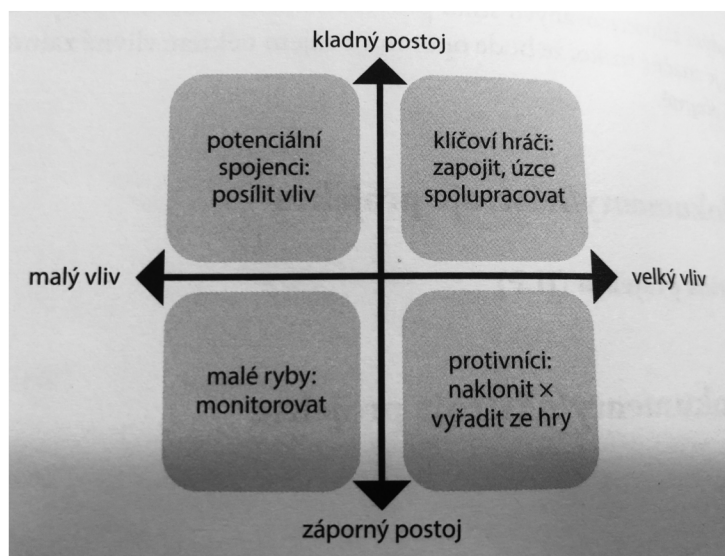 kladný postoj
potenciální
spojenci:
posílit vliv
klíčoví hráči:
zapojit, úzce
spolupracovat
malý vliv
velký vliv
malé ryby:
monitorovat
protivníci:
naklonit ×
vyřadit ze hry
záporný postoj